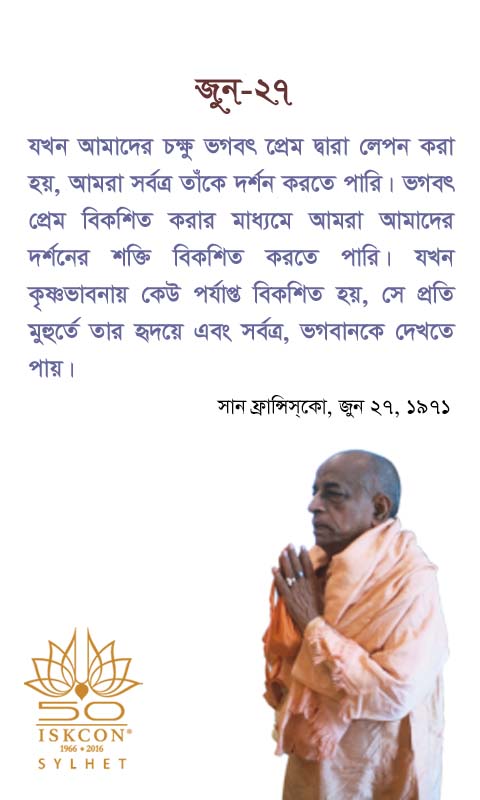 জুন-২৭
যখন আমাদের চক্ষু ভগবৎ প্রেম দ্বারা লেপন করা
হয়, আমরা সর্বত্র তাঁকে দর্শন করতে পারি। ভগবৎ
প্রেম বিকশিত করার মাধ্যমে আমরা আমাদের
দর্শনের শক্তি বিকশিত করতে পারি। যখন
কৃষ্ণভাবনায় কেউ পর্যাপ্ত বিকশিত হয়, সে প্রতি
মুহুর্তে তার হৃদয়ে এবং সর্বত্র, ভগবানকে দেখতে
পায়।
সান ফ্রান্সিস্কো, জুন ২৭, ১৯৭১
50
ISKCON®
1966 • 2016
SYLHET